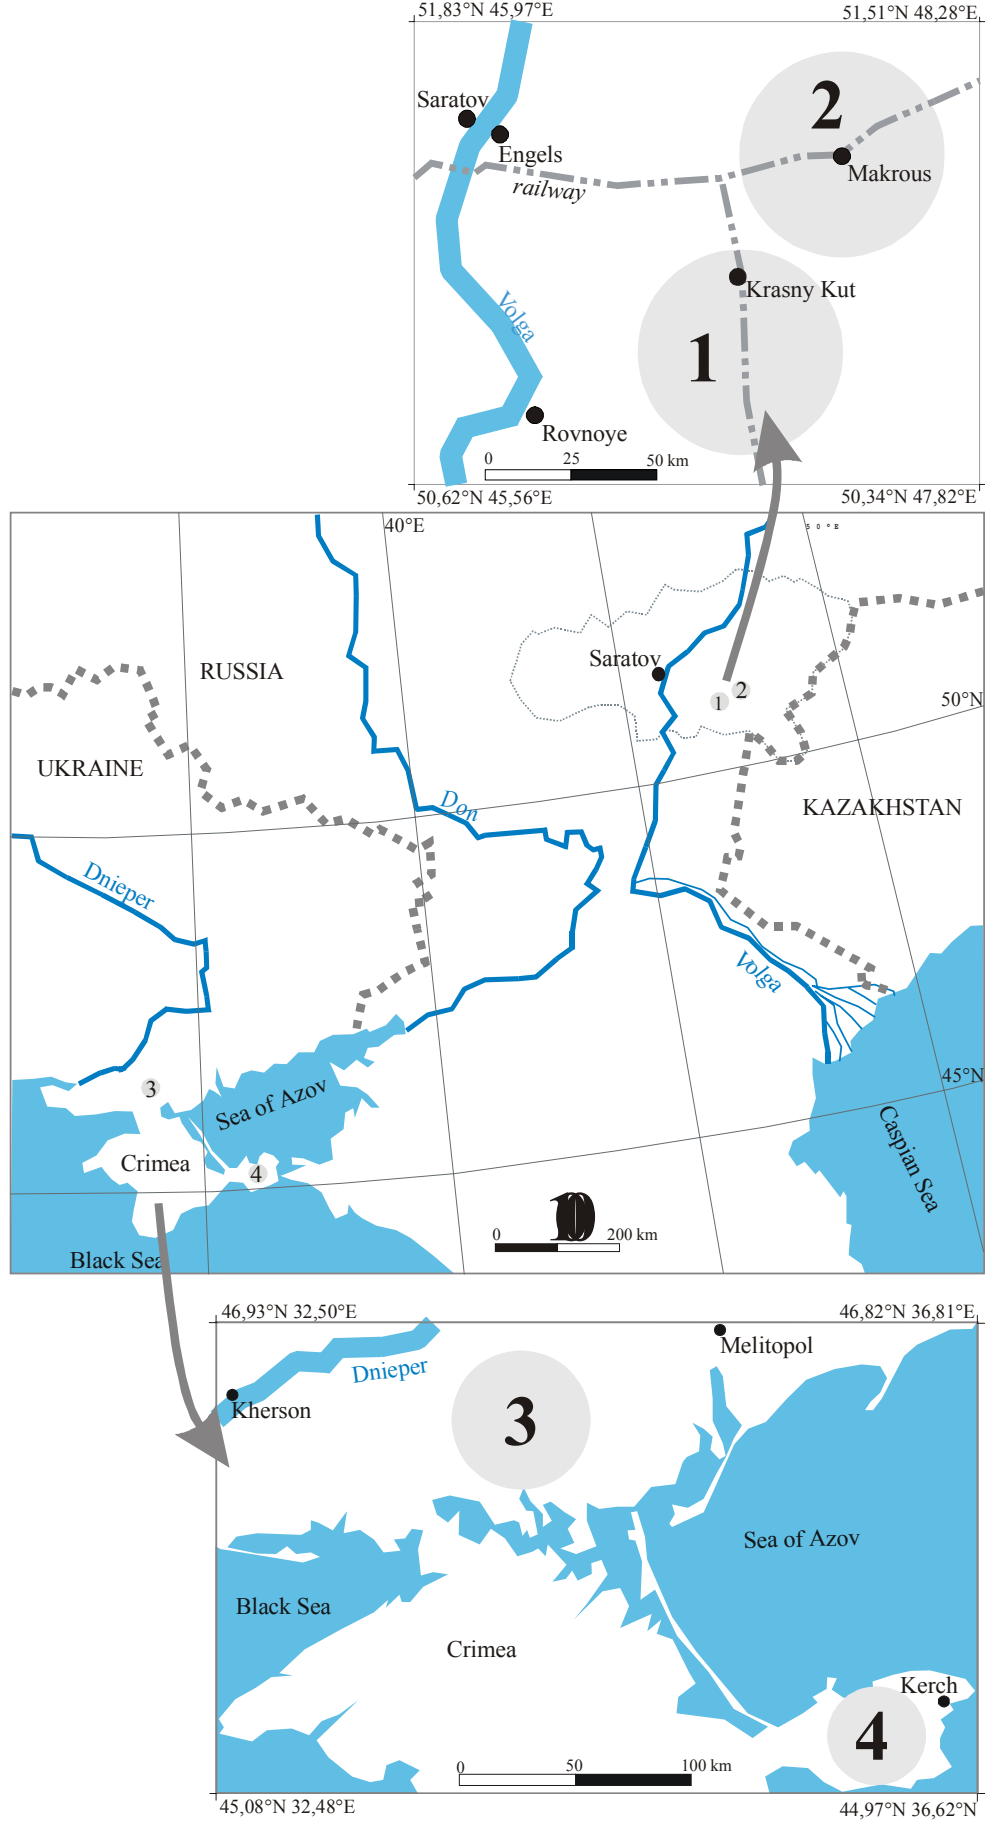 51,83°N 45,97°E
51,51°N 48,28°E
2
Saratov
Engels
Makrous
railway
Krasny Kut
Volga
1
Rovnoye
0 25 50 km
50,62°N 45,56°E
50,34°N 47,82°E
40°E
50°E
RUSSIA
Saratov
2
1
50°N
UKRAINE
KAZAKHSTAN
Don
Dnieper
Volga
45°N
3
Sea of Azov
Caspian Sea
Crimea
4
0 200 km
Black Sea
46,93°N 32,50°E
46,82°N 36,81°E
Melitopol
Dnieper
Kherson
3
Sea of Azov
Black Sea
Crimea
Kerch
4
0 50 100 km
45,08°N 32,48°E
44,97°N 36,62°N